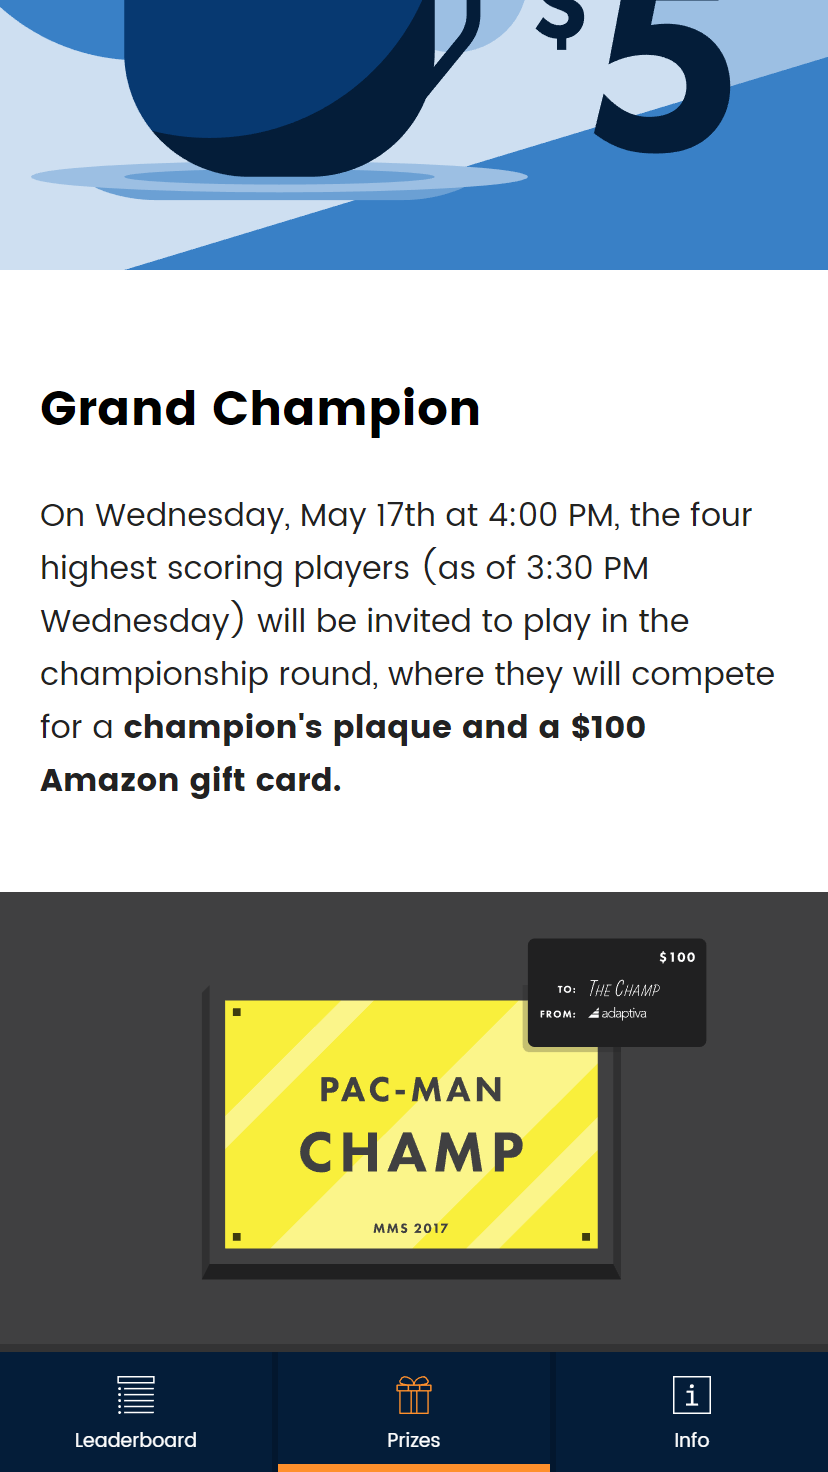 $5
Grand Champion
On Wednesday, May 17th at 4:00 PM, the four
highest scoring players (as of 3:30 PM
Wednesday) will be invited to play in the
championship round, where they will compete
for a champion's plaque and a $100
Amazon gift card.
$100
TO: THE CHAMP
FROM: adaptiva
PAC-MAN
CHAMP
MMS 2017
Leaderboard
Prizes
Info